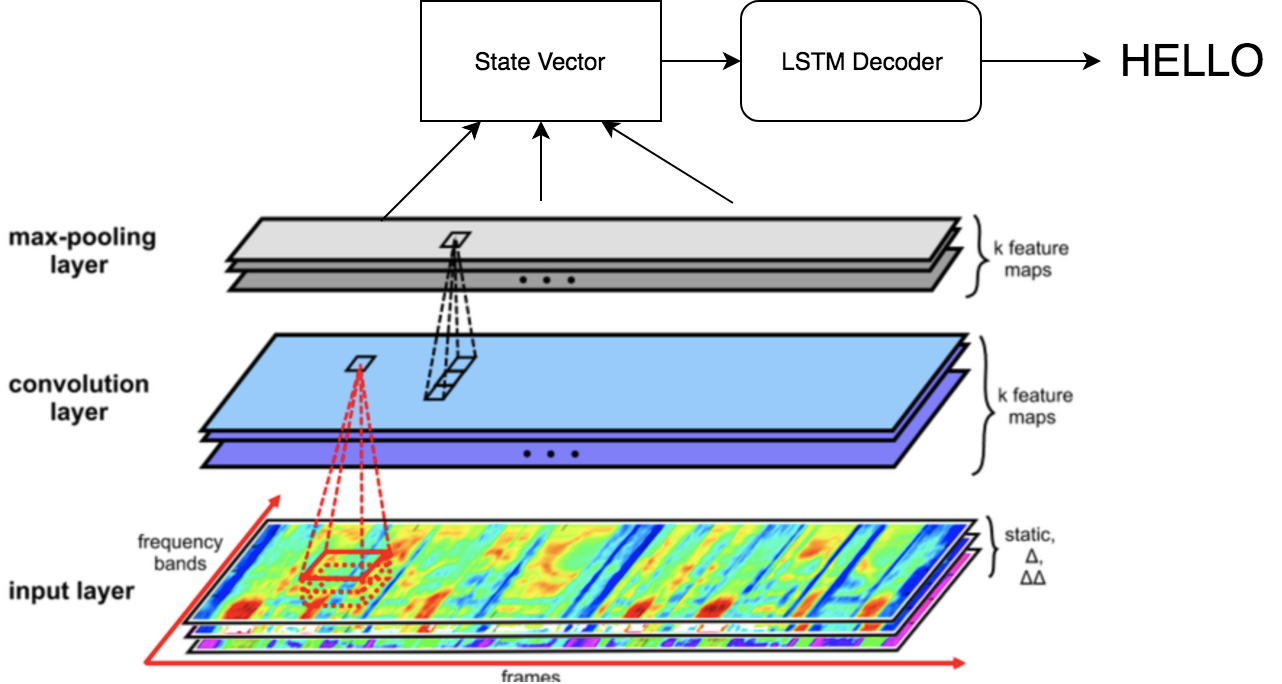 State Vector
LSTM Decoder
HELLO
max-pooling
layer
k feature
maps
convolution
layer
k feature
maps
frequency
bands
input layer
static,
Δ,
ΔΔ
frames